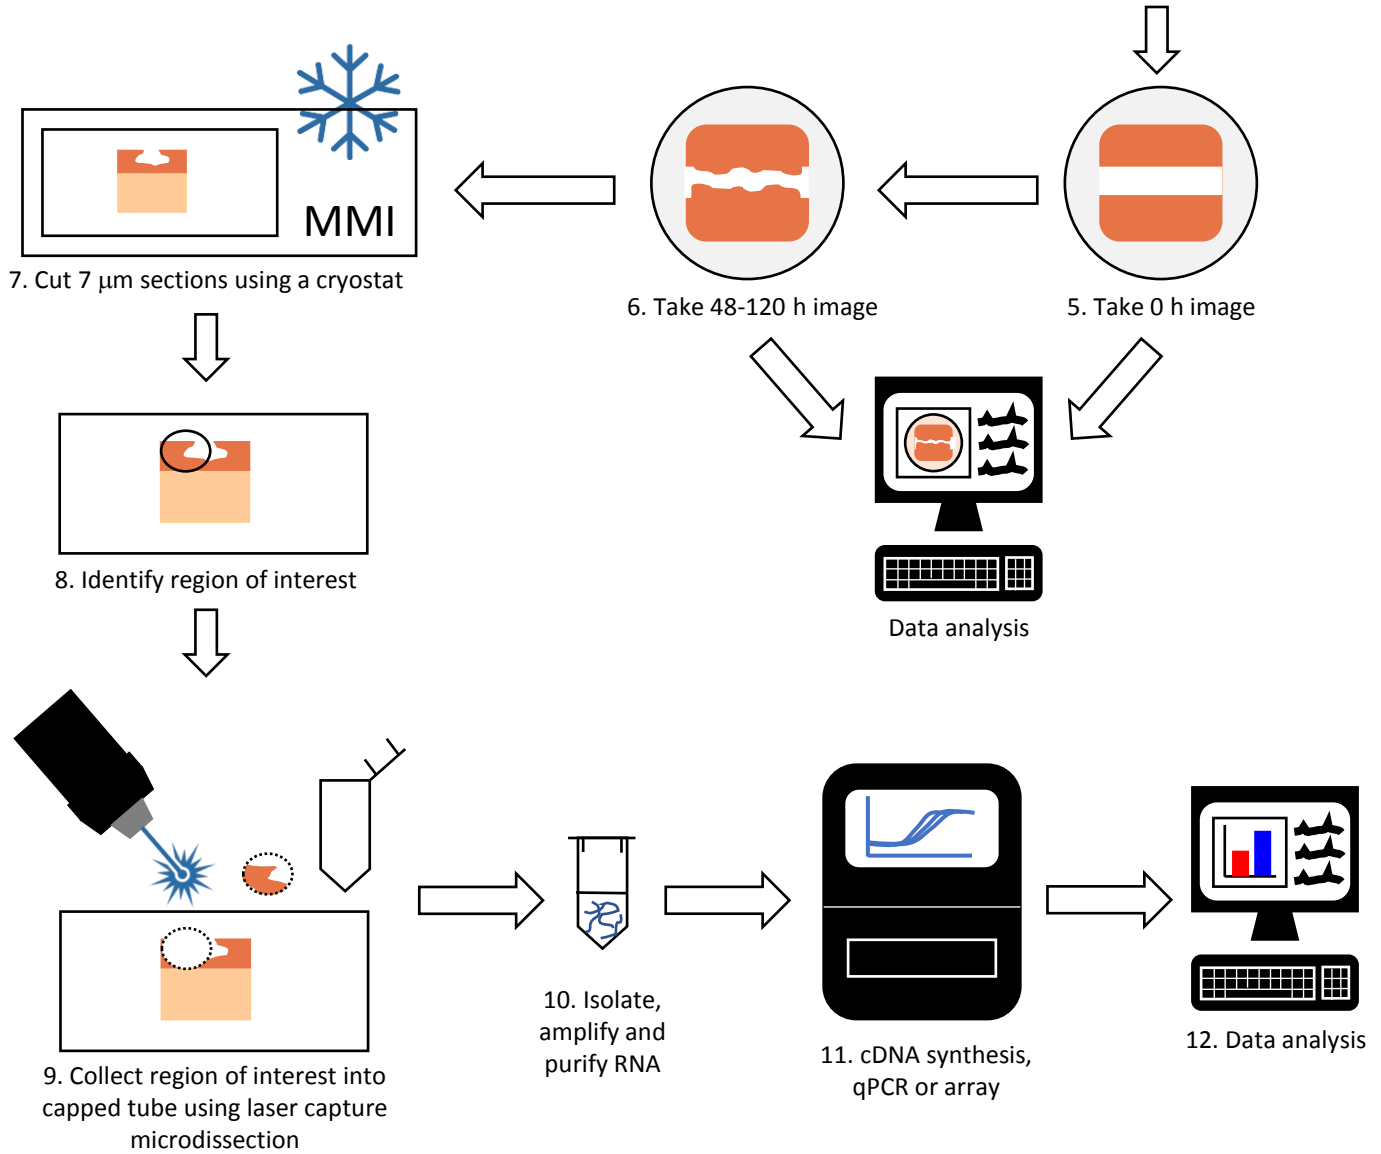 MMI
7. Cut 7 μm sections using a cryostat
6. Take 48-120 h image
5. Take 0 h image
8. Identify region of interest
Data analysis
9. Collect region of interest into
capped tube using laser capture
microdissection
10. Isolate,
amplify and
purify RNA
11. cDNA synthesis,
qPCR or array
12. Data analysis